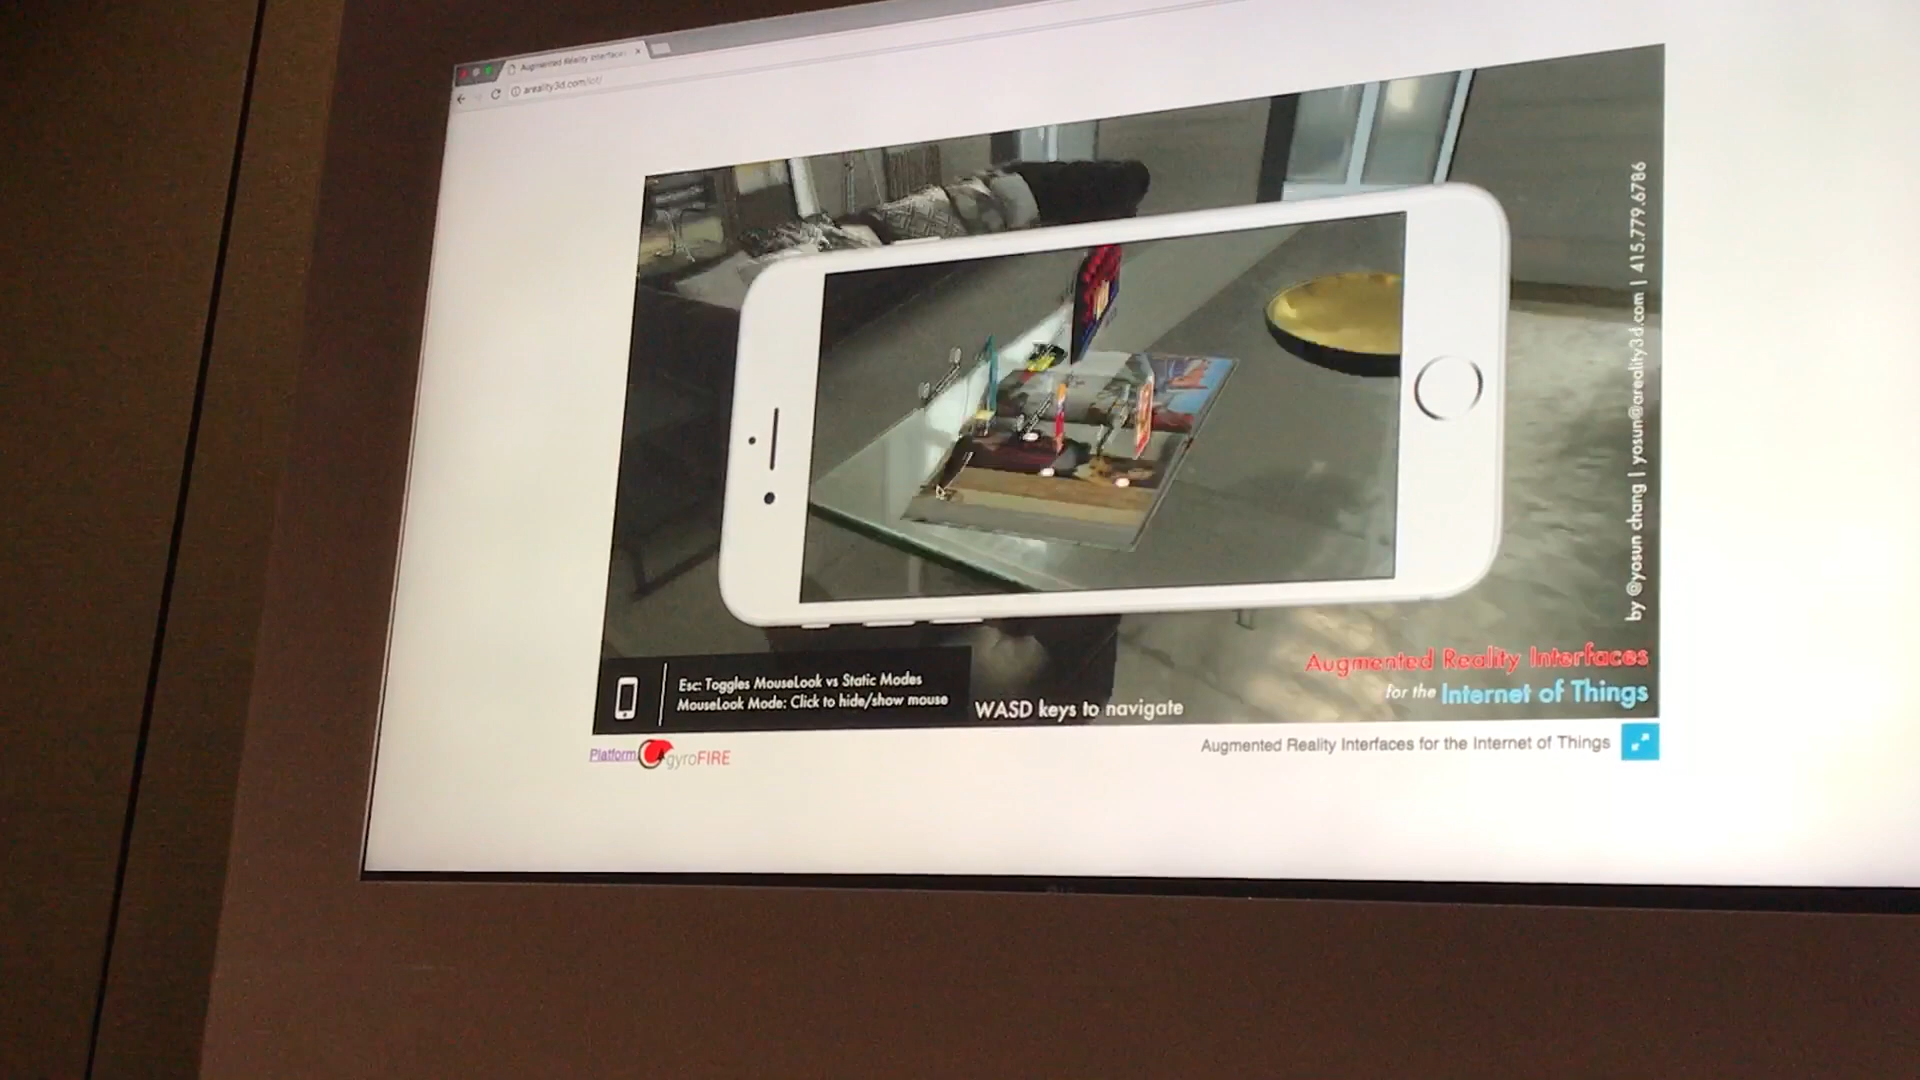 Augmented Reality Interfaces
areality3d.com/iot/
by @yosun chang | yosun@areality3d.com | 415.779.6786
Esc: Toggles MouseLook vs Static Modes
MouseLook Mode: Click to hide/show mouse
WASD keys to navigate
Augmented Reality Interfaces
for the Internet of Things
Platform gyroFIRE
Augmented Reality Interfaces for the Internet of Things
LG